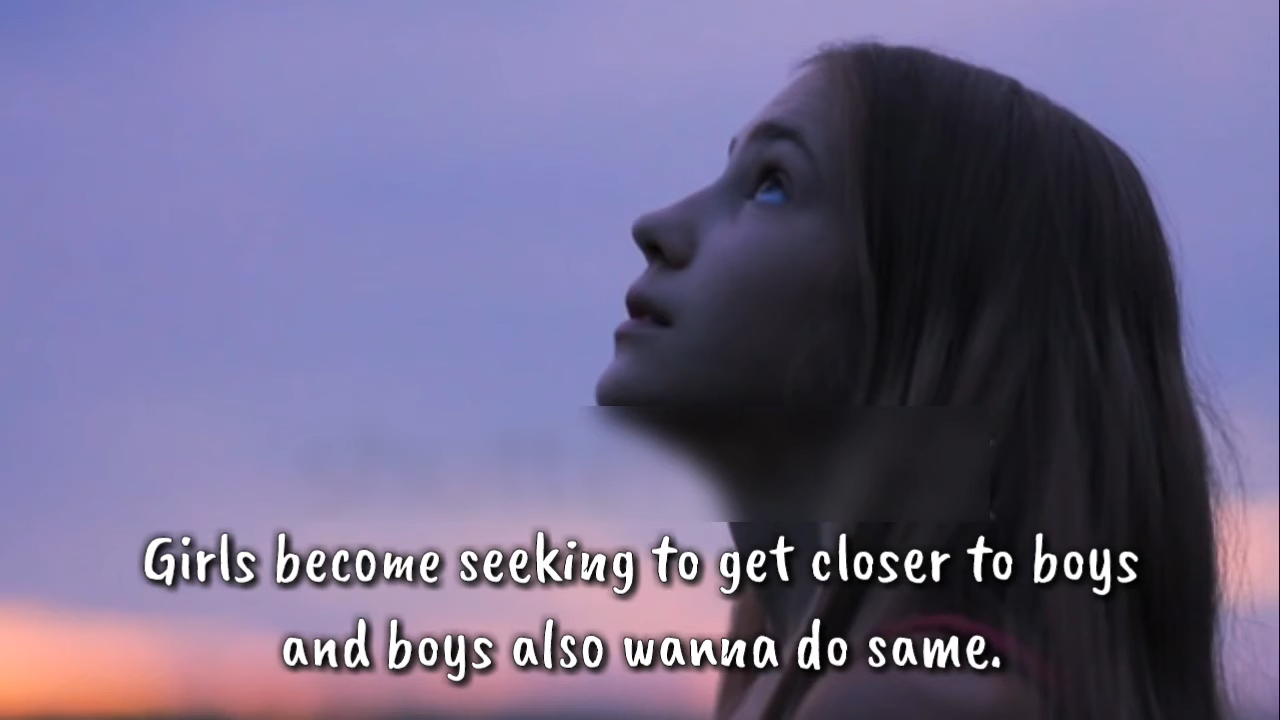 Girls become seeking to get closer to boys
and boys also wanna do same.